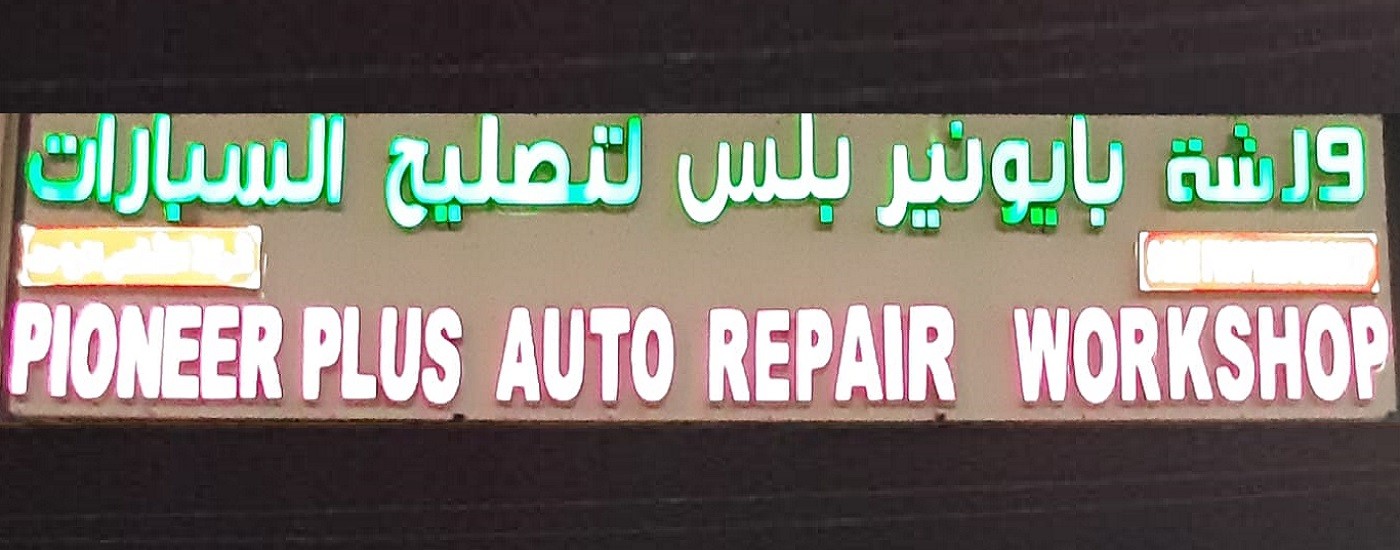 ورشة بايونير بلس لتصليح السيارات
PIONEER PLUS AUTO REPAIR WORKSHOP